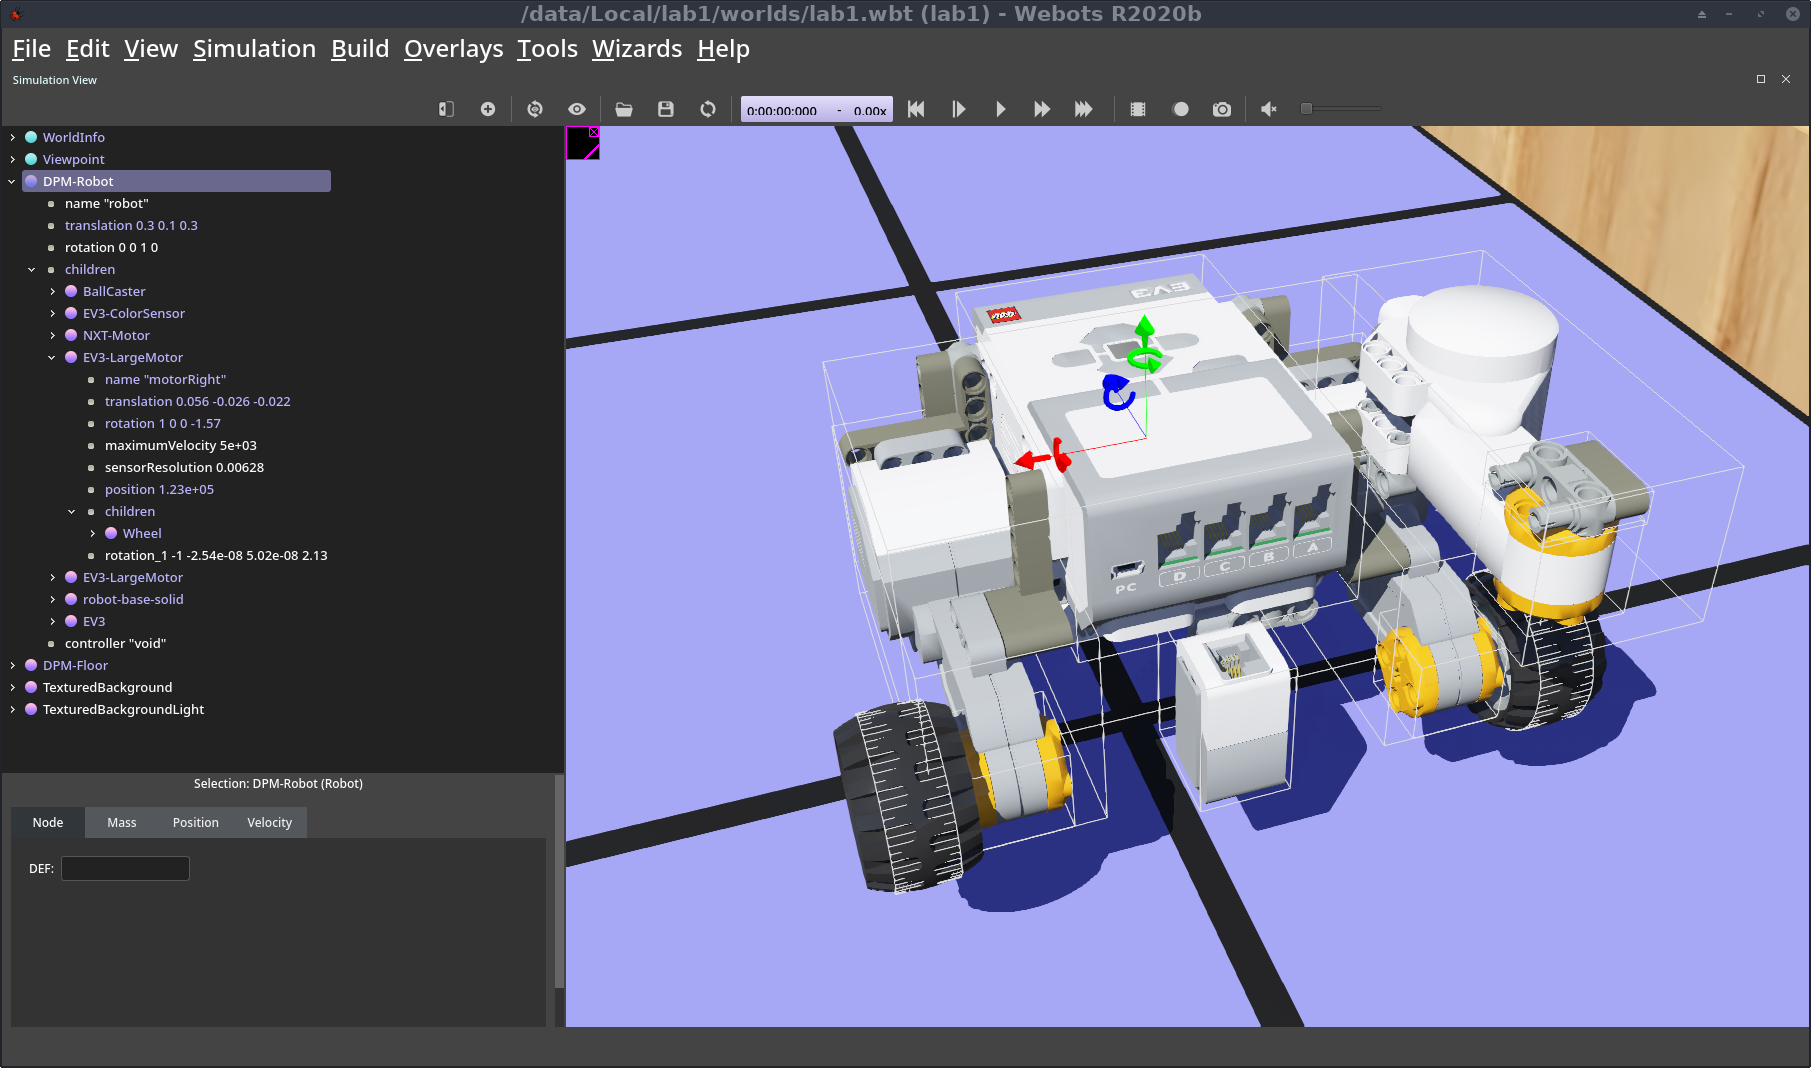 /data/Local/lab1/worlds/lab1.wbt (lab1) - Webots R2020b
File Edit View Simulation Build Overlays Tools Wizards Help
Simulation View
0:00:00:000 - 0.00x
WorldInfo
Viewpoint
DPM-Robot
name "robot"
translation 0.3 0.1 0.3
rotation 0 0 1 0
children
BallCaster
EV3-ColorSensor
NXT-Motor
EV3-LargeMotor
name "motorRight"
translation 0.056 -0.026 -0.022
rotation 1 0 0 -1.57
maximumVelocity 5e+03
sensorResolution 0.00628
position 1.23e+05
children
Wheel
rotation_1 -1 -2.54e-08 5.02e-08 2.13
EV3-LargeMotor
robot-base-solid
EV3
controller "void"
DPM-Floor
TexturedBackground
TexturedBackgroundLight
Selection: DPM-Robot (Robot)
Node Mass Position Velocity
DEF:
EV3
LEGO
PC D C B A